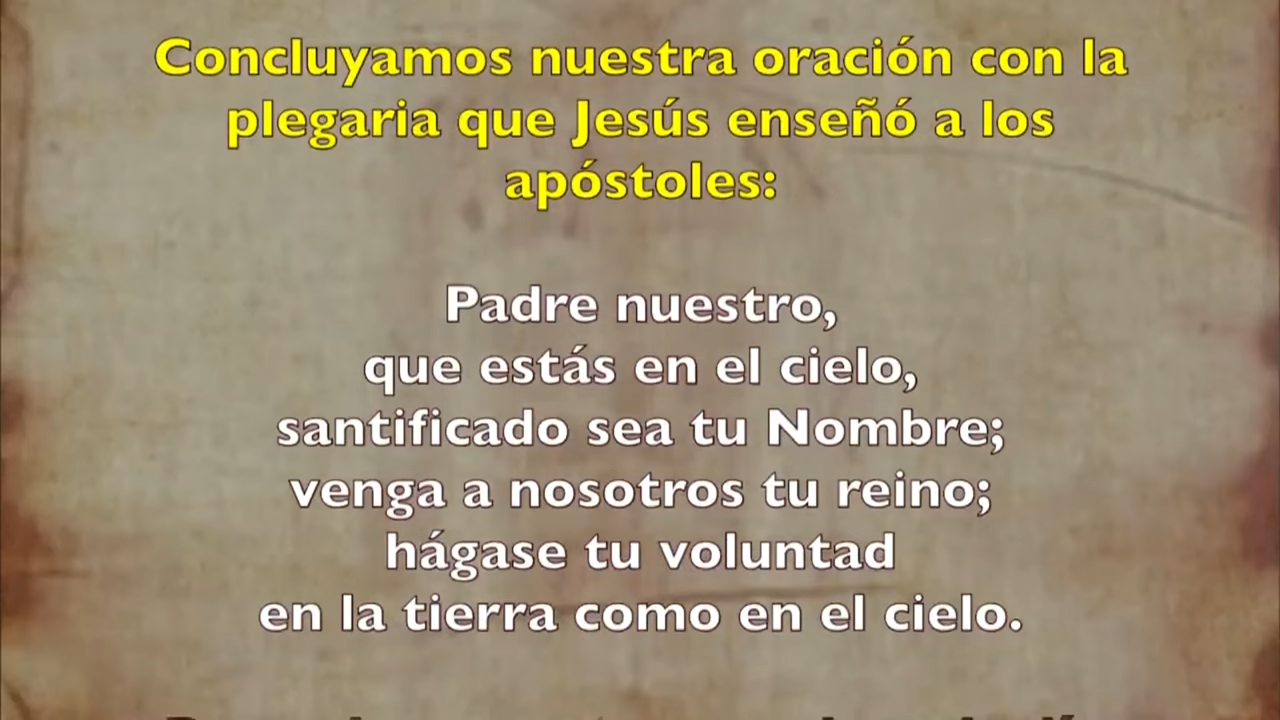 Concluyamos nuestra oración con la
plegaria que Jesús enseñó a los
apóstoles:
Padre nuestro,
que estás en el cielo,
santificado sea tu Nombre;
venga a nosotros tu reino;
hágase tu voluntad
en la tierra como en el cielo.